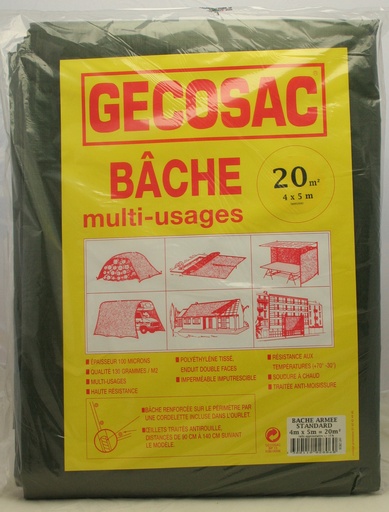 GECOSAC
BÂCHE
multi-usages
20 m²
4 x 5 m
• ÉPAISSEUR 110 MICRONS
• QUALITÉ 110 GRAMMES / M2
• MULTI-USAGES
• HAUTE RÉSISTANCE
• POLYÉTHYLÈNE TISSÉ,
ENDUIT DOUBLE FACES
• IMPERMÉABLE IMPUTRESCIBLE
• RÉSISTANCE AUX
TEMPÉRATURES (+70° -30°)
• SOUDURE À CHAUD
• TRAITÉE ANTI-MOISISSURE
• BÂCHE RENFORCÉE SUR LE PÉRIMÈTRE PAR
UNE CORDELETTE INCLUSE DANS L'OURLET.
• ŒILLETS TRAITÉS ANTIROUILLE,
DISTANCÉS DE 90 CM À 140 CM SUIVANT
LE MODÈLE.
BACHE ARMEE
STANDARD
4m x 5m = 20m²